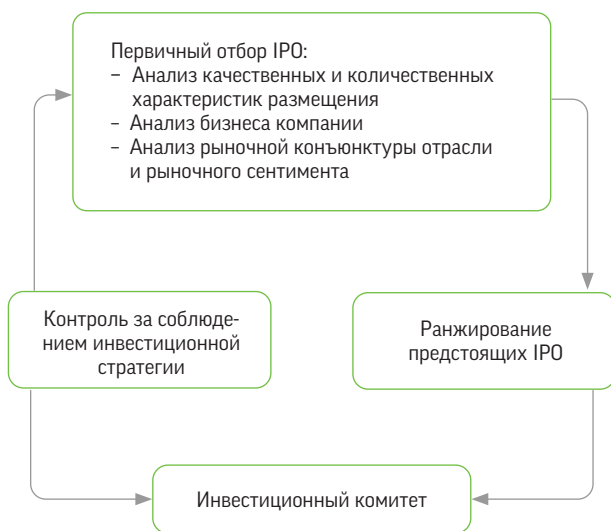 Первичный отбор IPO:
– Анализ качественных и количественных
характеристик размещения
– Анализ бизнеса компании
– Анализ рыночной конъюнктуры отрасли
и рыночного сентимента
Контроль за соблюде-
нием инвестиционной
стратегии
Ранжирование
предстоящих IPO
Инвестиционный комитет